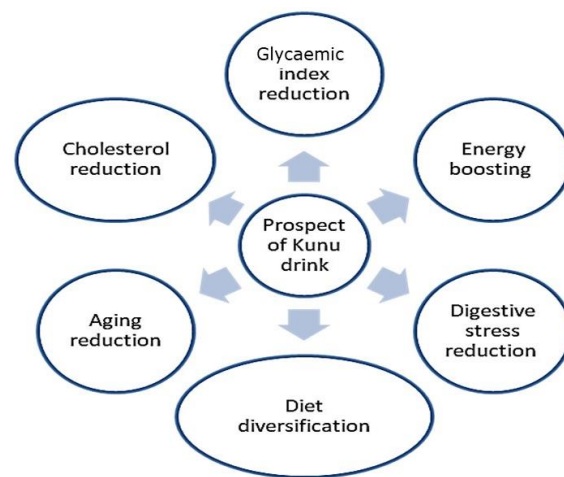 Glycaemic
index
reduction
Cholesterol
reduction
Energy
boosting
Prospect
of Kunu
drink
Aging
reduction
Digestive
stress
reduction
Diet
diversification